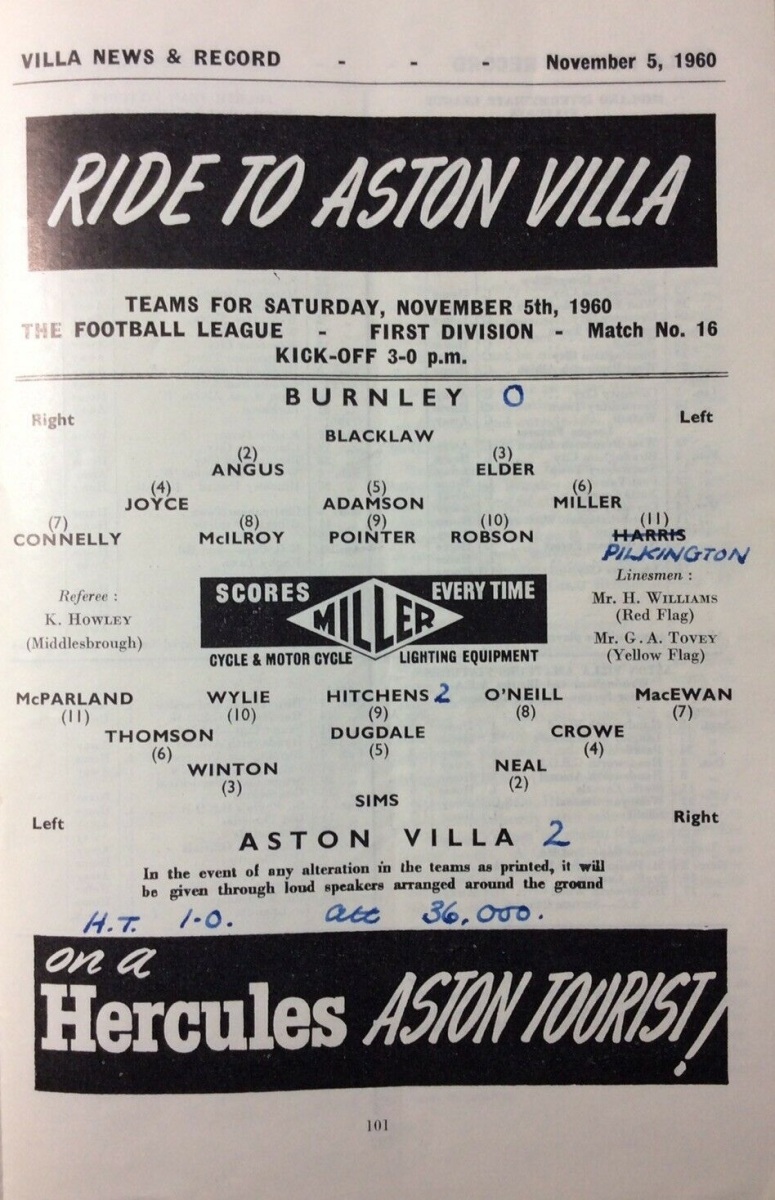 VILLA NEWS & RECORD - - - November 5, 1960
RIDE TO ASTON VILLA
TEAMS FOR SATURDAY, NOVEMBER 5th, 1960
THE FOOTBALL LEAGUE - FIRST DIVISION - Match No. 16
KICK-OFF 3-0 p.m.
BURNLEY 0
Right Left
BLACKLAW
(2) (3)
ANGUS ELDER
(4) (5) (6)
JOYCE ADAMSON MILLER
(7) (8) (9) (10) (11)
CONNELLY McILROY POINTER ROBSON HARRIS
PILKINGTON
Referee :
K. HOWLEY
(Middlesbrough)
SCORES EVERY TIME
MILLER
CYCLE & MOTOR CYCLE LIGHTING EQUIPMENT
Linesmen :
Mr. H. WILLIAMS
(Red Flag)
Mr. G. A. TOVEY
(Yellow Flag)
McPARLAND WYLIE HITCHENS 2 O'NEILL MacEWAN
(11) (10) (9) (8) (7)
THOMSON DUGDALE CROWE
(6) (5) (4)
WINTON NEAL
(3) (2)
SIMS
Left Right
ASTON VILLA 2
In the event of any alteration in the teams as printed, it will
be given through loud speakers arranged around the ground
H.T. 1-0. att 36,000.
on a
Hercules ASTON TOURIST!
101